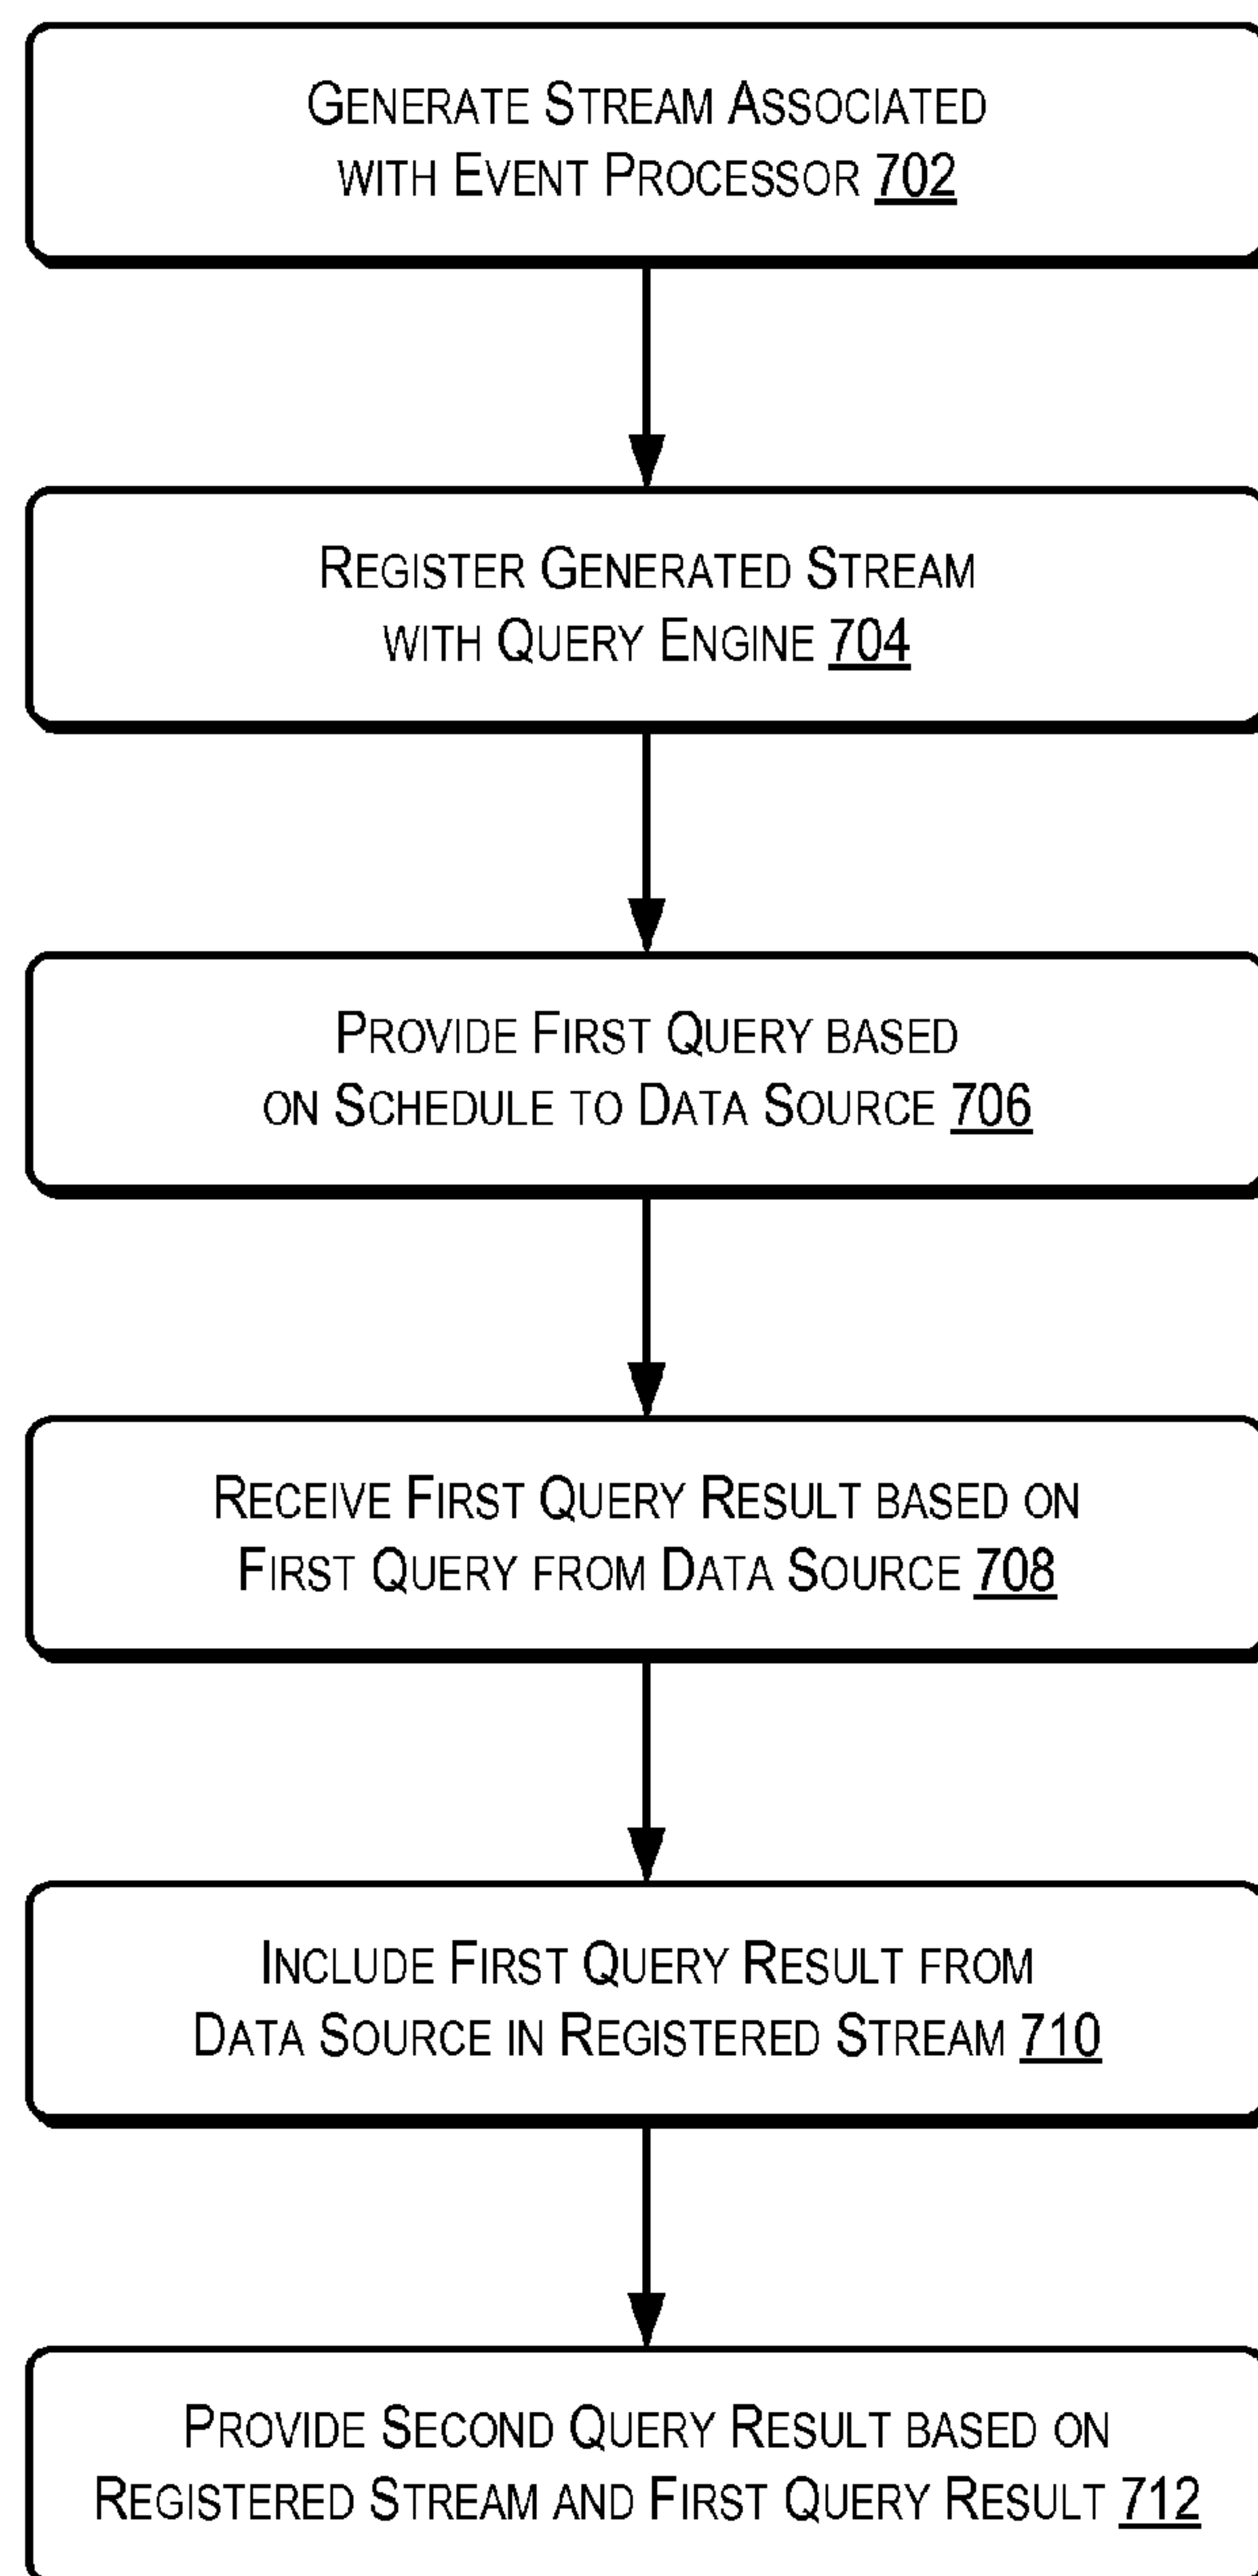 GENERATE STREAM ASSOCIATED
WITH EVENT PROCESSOR 702
REGISTER GENERATED STREAM
WITH QUERY ENGINE 704
PROVIDE FIRST QUERY BASED
ON SCHEDULE TO DATA SOURCE 706
RECEIVE FIRST QUERY RESULT BASED ON
FIRST QUERY FROM DATA SOURCE 708
INCLUDE FIRST QUERY RESULT FROM
DATA SOURCE IN REGISTERED STREAM 710
PROVIDE SECOND QUERY RESULT BASED ON
REGISTERED STREAM AND FIRST QUERY RESULT 712